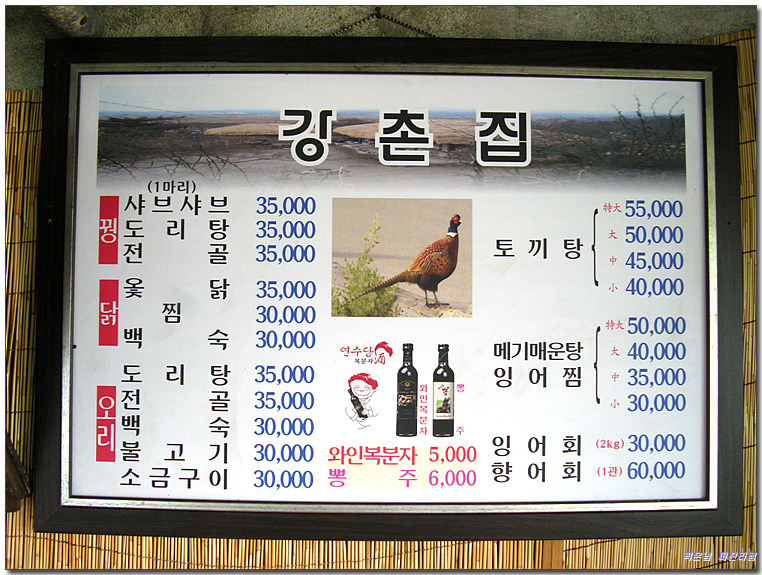 강촌집
(1마리)
꿩
샤브샤브 35,000
도리탕 35,000
전골 35,000
닭
옻닭 35,000
찜 30,000
백숙 30,000
오리
도리탕 35,000
전골 35,000
백숙 30,000
불고기 30,000
소금구이 30,000
연수당 酒
복분자
와인복분자
뽕주
와인복분자 5,000
뽕주 6,000
토끼탕
特大 55,000
大 50,000
中 45,000
小 40,000
메기매운탕
잉어찜
特大 50,000
大 40,000
中 35,000
小 30,000
잉어회 (2kg) 30,000
향어회 (1관) 60,000